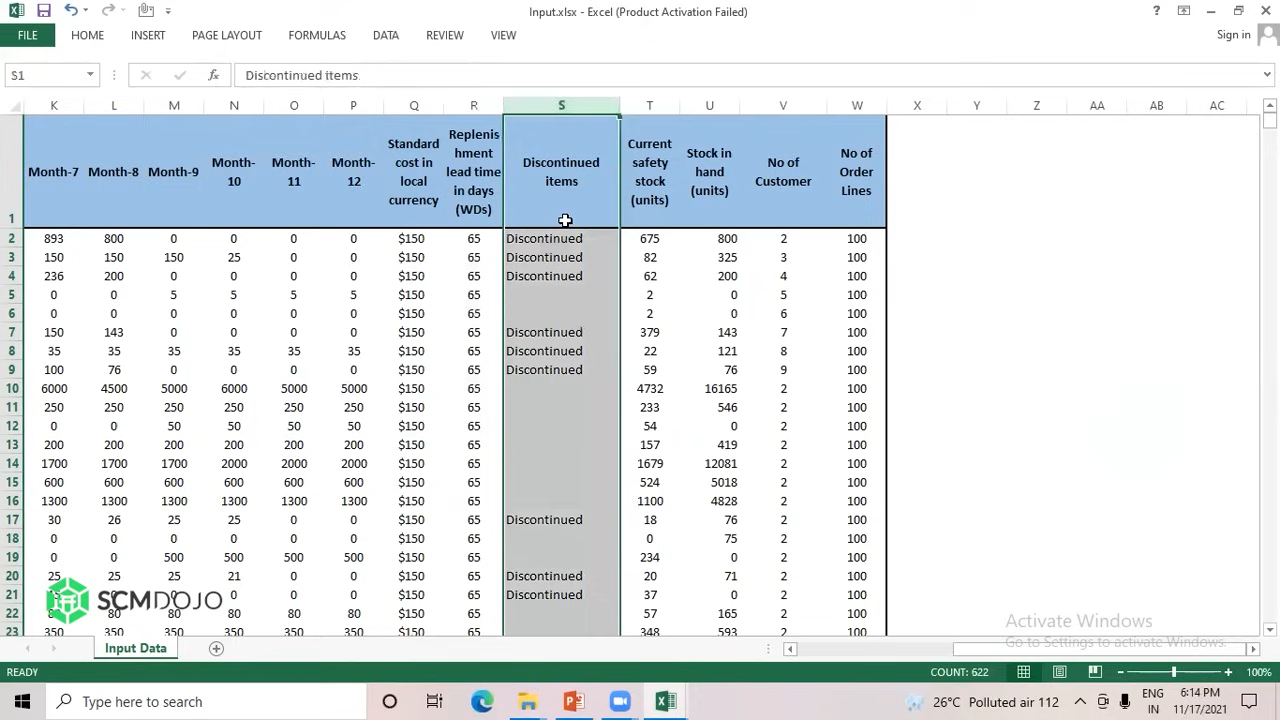 Input.xlsx - Excel (Product Activation Failed)
FILE HOME INSERT PAGE LAYOUT FORMULAS DATA REVIEW VIEW Sign in
S1 fx Discontinued items
K L M N O P Q R S T U V W X Y Z AA AB AC
1 Month-7 Month-8 Month-9 Month-10 Month-11 Month-12 Standard cost in local currency Replenishment lead time in days (WDs) Discontinued items Current safety stock (units) Stock in hand (units) No of Customer No of Order Lines
2 893 800 0 0 0 0 $150 65 Discontinued 675 800 2 100
3 150 150 150 25 0 0 $150 65 Discontinued 82 325 3 100
4 236 200 0 0 0 0 $150 65 Discontinued 62 200 4 100
5 0 0 5 5 5 5 $150 65 2 0 5 100
6 0 0 0 0 0 0 $150 65 2 0 6 100
7 150 143 0 0 0 0 $150 65 Discontinued 379 143 7 100
8 35 35 35 35 35 35 $150 65 Discontinued 22 121 8 100
9 100 76 0 0 0 0 $150 65 Discontinued 59 76 9 100
10 6000 4500 5000 6000 5000 5000 $150 65 4732 16165 2 100
11 250 250 250 250 250 250 $150 65 233 546 2 100
12 0 0 50 50 50 50 $150 65 54 0 2 100
13 200 200 200 200 200 200 $150 65 157 419 2 100
14 1700 1700 1700 2000 2000 2000 $150 65 1679 12081 2 100
15 600 600 600 600 600 600 $150 65 524 5018 2 100
16 1300 1300 1300 1300 1300 1300 $150 65 1100 4828 2 100
17 30 26 25 25 0 0 $150 65 Discontinued 18 76 2 100
18 0 0 0 0 0 0 $150 65 0 75 2 100
19 0 0 500 500 500 500 $150 65 234 0 2 100
20 25 25 25 21 0 0 $150 65 Discontinued 20 71 2 100
21 0 0 0 0 $150 65 Discontinued 37 0 2 100
SCMDOJO
22 80 80 80 80 80 $150 65 57 165 2 100
23 350 350 350 350 350 350 $150 65 348 593 2 100
Activate Windows
Go to Settings to activate Windows.
Input Data
READY COUNT: 622 100%
Type here to search 26°C Polluted air 112 ENG IN 6:14 PM 11/17/2021